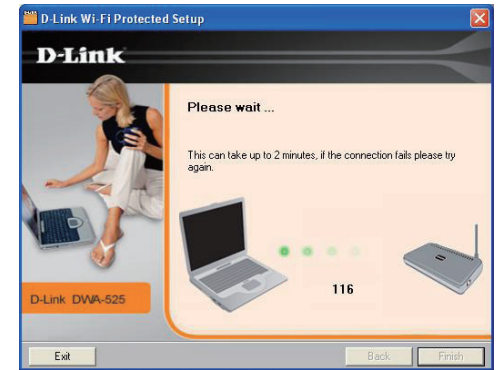 D-Link Wi-Fi Protected Setup
D-Link
Please wait ...
This can take up to 2 minutes, if the connection fails please try
again.
116
D-Link DWA-525
Exit
Back
Finish